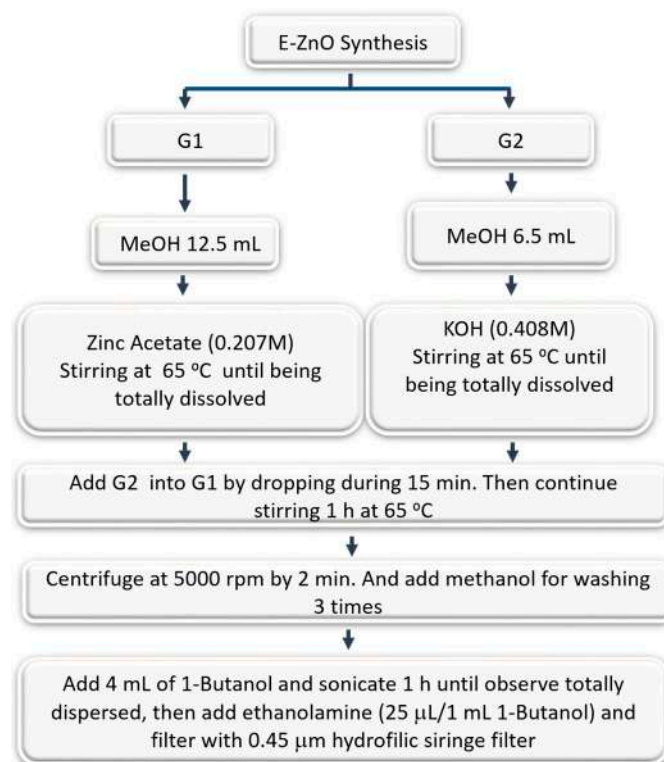 E-ZnO Synthesis
G1
G2
MeOH 12.5 mL
MeOH 6.5 mL
Zinc Acetate (0.207M)
Stirring at 65 ºC until being
totally dissolved
KOH (0.408M)
Stirring at 65 ºC until
being totally dissolved
Add G2 into G1 by dropping during 15 min. Then continue
stirring 1 h at 65 ºC
Centrifuge at 5000 rpm by 2 min. And add methanol for washing
3 times
Add 4 mL of 1-Butanol and sonicate 1 h until observe totally
dispersed, then add ethanolamine (25 μL/1 mL 1-Butanol) and
filter with 0.45 μm hydrofilic siringe filter